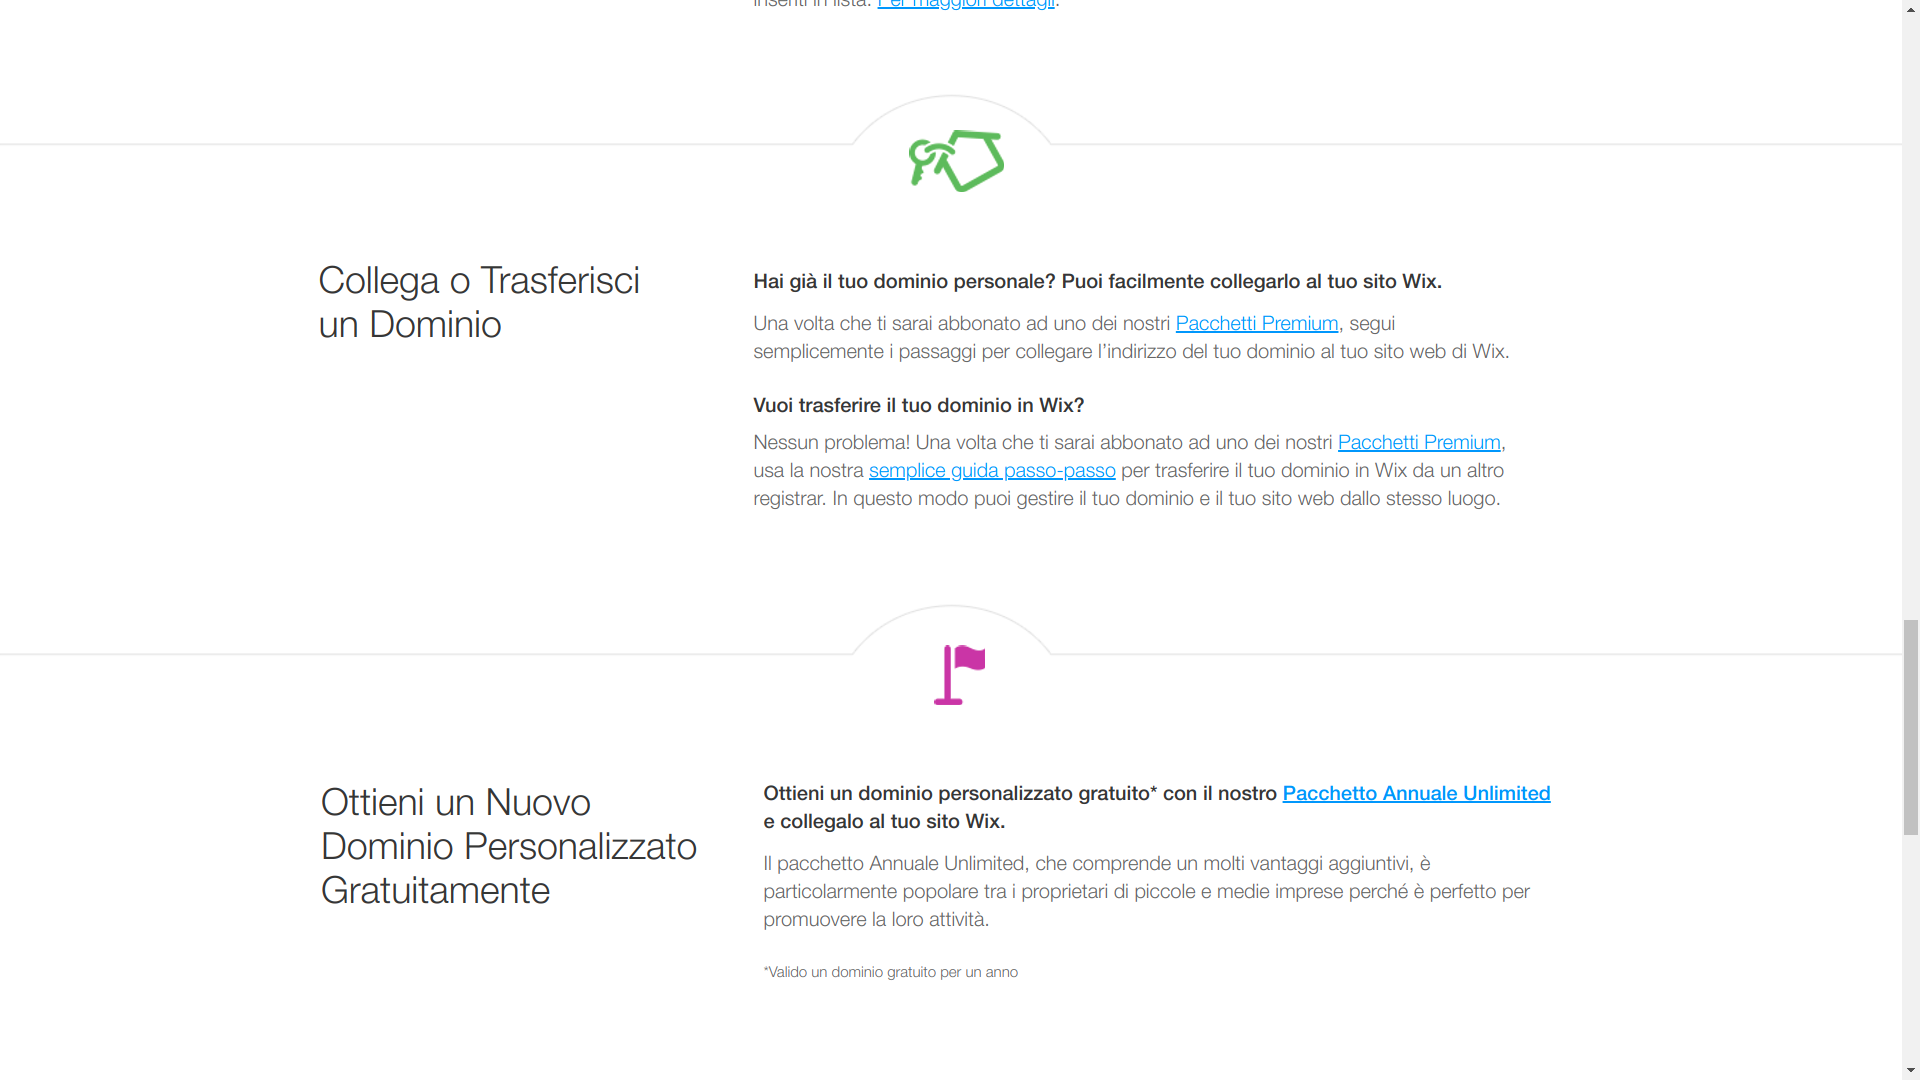 inseriti in lista. Per maggiori dettagli.
Collega o Trasferisci
un Dominio
Hai già il tuo dominio personale? Puoi facilmente collegarlo al tuo sito Wix.
Una volta che ti sarai abbonato ad uno dei nostri Pacchetti Premium, segui
semplicemente i passaggi per collegare l’indirizzo del tuo dominio al tuo sito web di Wix.
Vuoi trasferire il tuo dominio in Wix?
Nessun problema! Una volta che ti sarai abbonato ad uno dei nostri Pacchetti Premium,
usa la nostra semplice guida passo-passo per trasferire il tuo dominio in Wix da un altro
registrar. In questo modo puoi gestire il tuo dominio e il tuo sito web dallo stesso luogo.
Ottieni un Nuovo
Dominio Personalizzato
Gratuitamente
Ottieni un dominio personalizzato gratuito* con il nostro Pacchetto Annuale Unlimited
e collegalo al tuo sito Wix.
Il pacchetto Annuale Unlimited, che comprende un molti vantaggi aggiuntivi, è
particolarmente popolare tra i proprietari di piccole e medie imprese perché è perfetto per
promuovere la loro attività.
*Valido un dominio gratuito per un anno